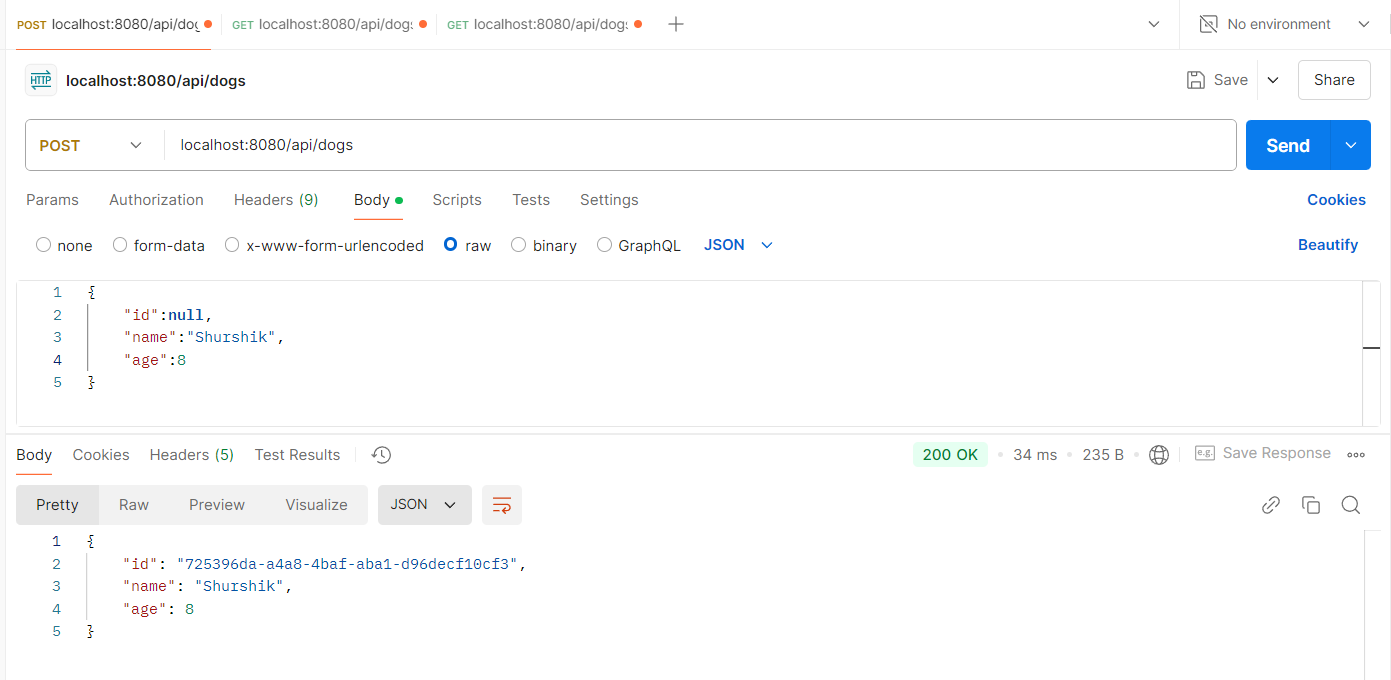 POST localhost:8080/api/dog GET localhost:8080/api/dogs GET localhost:8080/api/dogs No environment
HTTP localhost:8080/api/dogs Save Share
POST localhost:8080/api/dogs Send
Params Authorization Headers (9) Body Scripts Tests Settings Cookies
none form-data x-www-form-urlencoded raw binary GraphQL JSON Beautify
1 {
2 "id":null,
3 "name":"Shurshik",
4 "age":8
5 }
Body Cookies Headers (5) Test Results 200 OK 34 ms 235 B e.g. Save Response
Pretty Raw Preview Visualize JSON
1 {
2 "id": "725396da-a4a8-4baf-aba1-d96decf10cf3",
3 "name": "Shurshik",
4 "age": 8
5 }